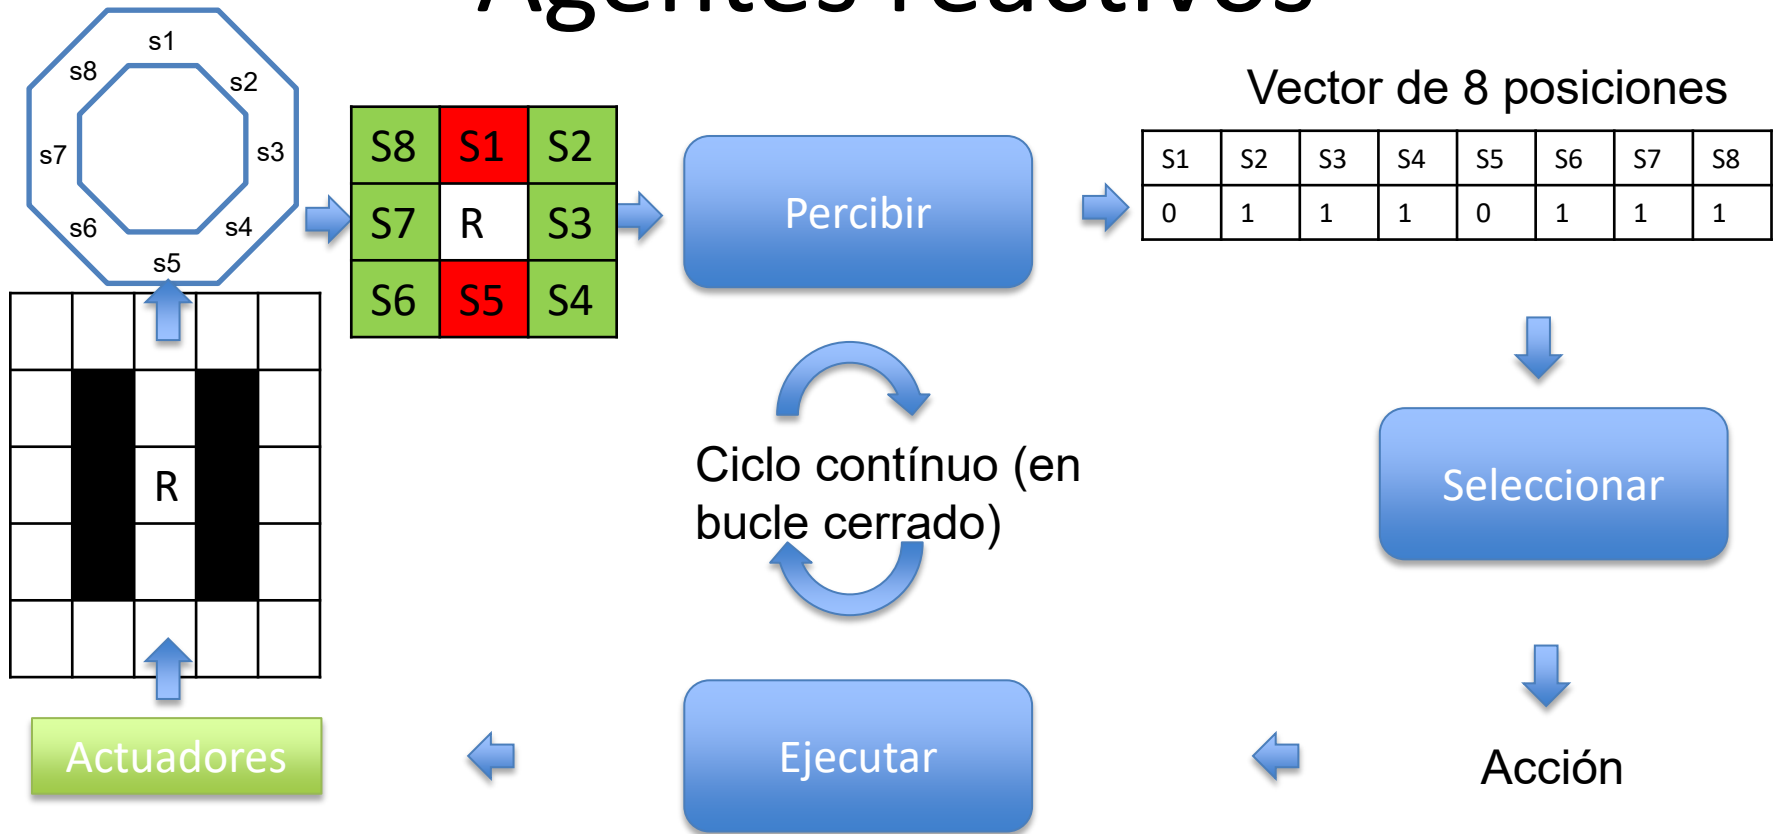 Agentes reactivos
s1
s8
s2
s7
s3
s6
s4
s5
S8 S1 S2
S7 R S3
S6 S5 S4
Percibir
Vector de 8 posiciones
S1 S2 S3 S4 S5 S6 S7 S8
0 1 1 1 0 1 1 1
R
Ciclo contínuo (en
bucle cerrado)
Seleccionar
Actuadores
Ejecutar
Acción